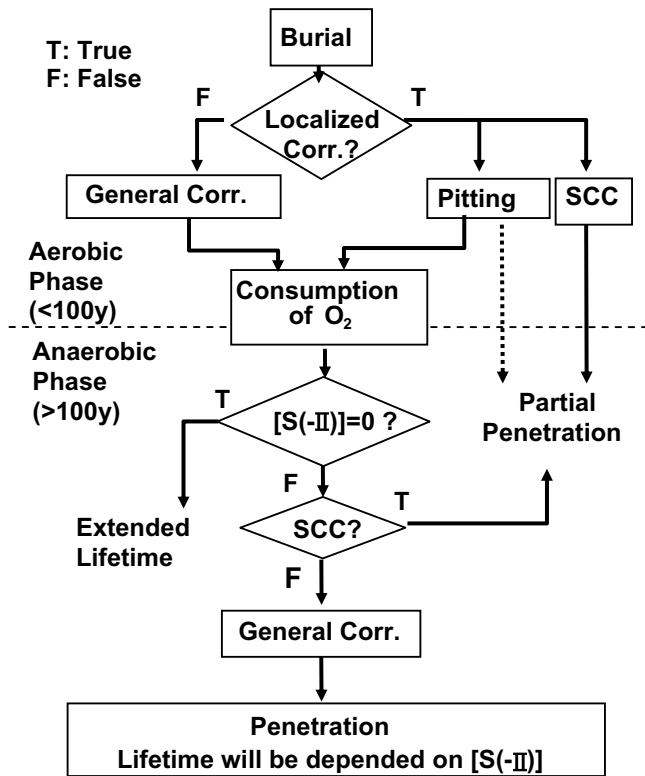 T: True
F: False
Burial
F
T
Localized
Corr.?
General Corr.
Pitting
SCC
Aerobic
Phase
(<100y)
Consumption
of O₂
Anaerobic
Phase
(>100y)
T
[S(-Ⅱ)]=0 ?
Partial
Penetration
F
Extended
Lifetime
SCC?
T
F
General Corr.
Penetration
Lifetime will be depended on [S(-Ⅱ)]